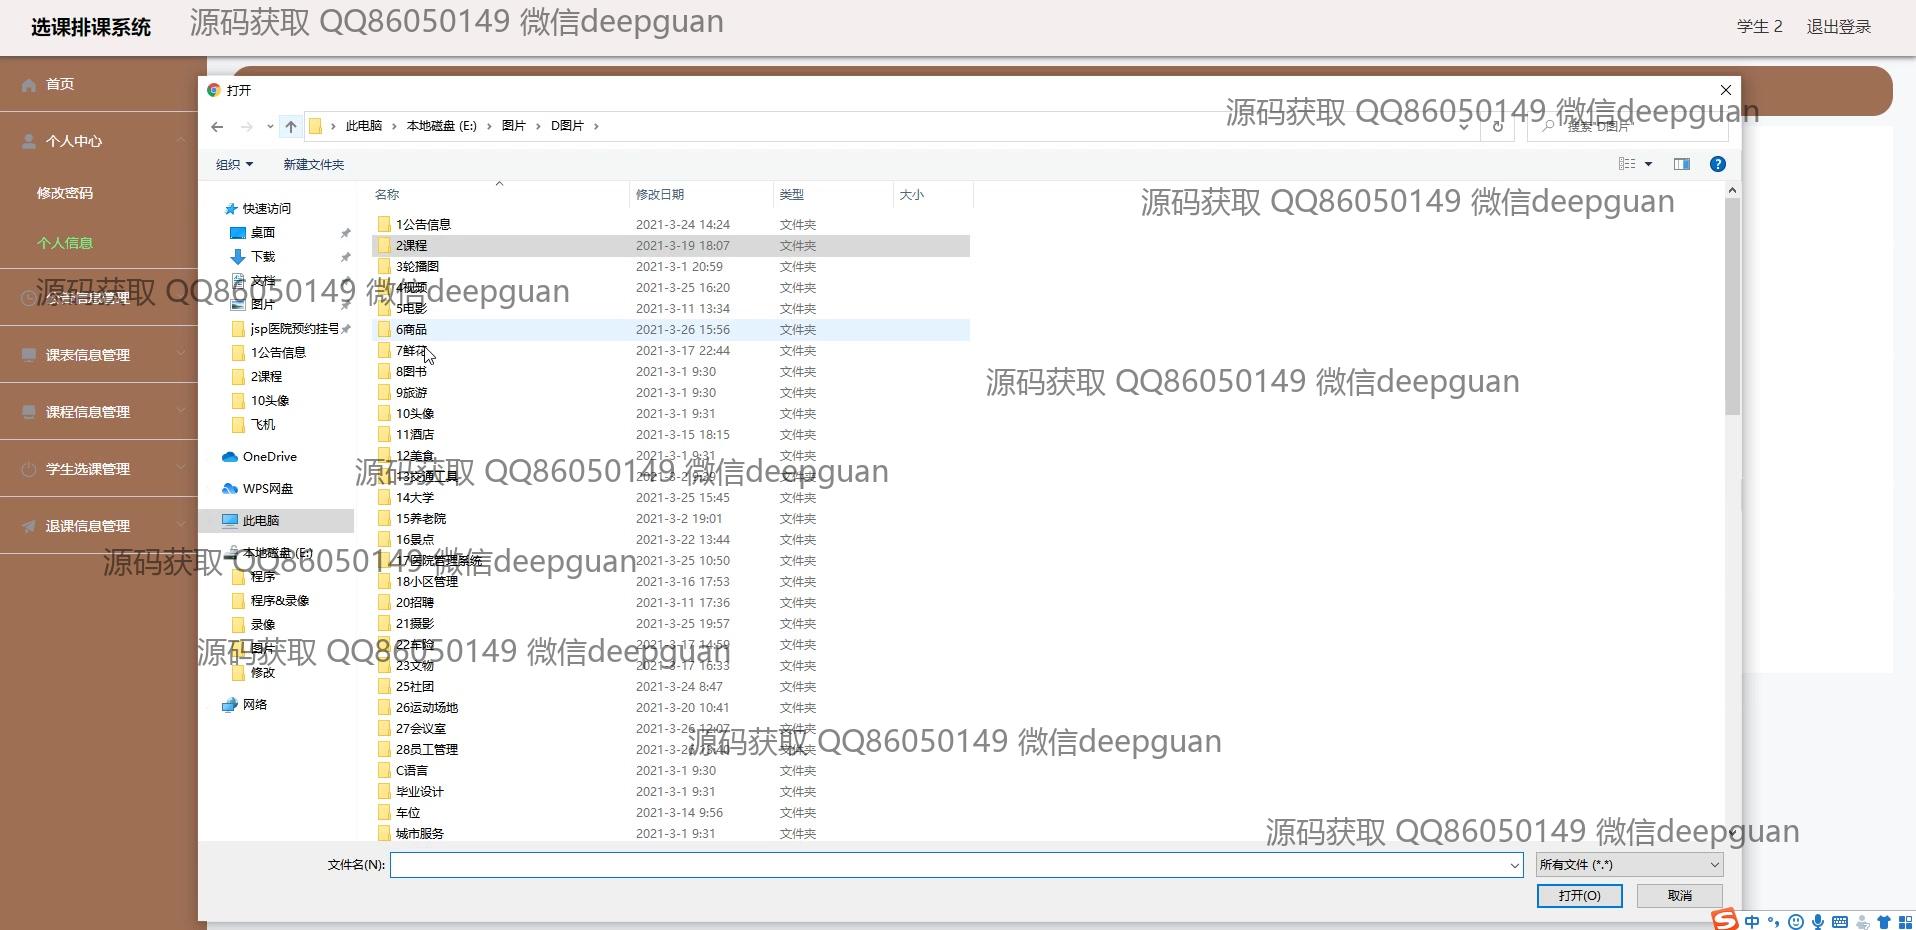 选课排课系统
源码获取 QQ86050149 微信deepguan
学生 2 退出登录
首页
个人中心
修改密码
个人信息
公告信息管理
课表信息管理
课程信息管理
学生选课管理
退课信息管理
打开
源码获取 QQ86050149 微信deepguan
此电脑 › 本地磁盘 (E:) › 图片 › D图片 ›
搜索"D图片"
组织 新建文件夹
源码获取 QQ86050149 微信deepguan
快速访问
桌面
下载
文档
源码获取 QQ86050149 微信deepguan
图片
jsp医院预约挂号
1公告信息
2课程
10头像
飞机
OneDrive
WPS网盘
此电脑
本地磁盘 (E:)
源码获取 QQ86050149 微信deepguan
程序
程序&录像
录像
图片
源码获取 QQ86050149 微信deepguan
修改
网络
名称 修改日期 类型 大小
1公告信息 2021-3-24 14:24 文件夹
2课程 2021-3-19 18:07 文件夹
3轮播图 2021-3-1 20:59 文件夹
4视频 2021-3-25 16:20 文件夹
5电影 2021-3-11 13:34 文件夹
6商品 2021-3-26 15:56 文件夹
7鲜花 2021-3-17 22:44 文件夹
8图书 2021-3-1 9:30 文件夹
源码获取 QQ86050149 微信deepguan
9旅游 2021-3-1 9:30 文件夹
10头像 2021-3-1 9:31 文件夹
11酒店 2021-3-15 18:15 文件夹
12美食 2021-3-1 9:31 文件夹
源码获取 QQ86050149 微信deepguan
13交通工具 文件夹
14大学 2021-3-25 15:45 文件夹
15养老院 2021-3-2 19:01 文件夹
16景点 2021-3-22 13:44 文件夹
17医院管理系统 2021-3-25 10:50 文件夹
18小区管理 2021-3-16 17:53 文件夹
20招聘 2021-3-11 17:36 文件夹
21摄影 2021-3-25 19:57 文件夹
22车险 2021-3-17 14:59 文件夹
23文物 2021-3-17 16:33 文件夹
25社团 2021-3-24 8:47 文件夹
26运动场地 2021-3-20 10:41 文件夹
27会议室 2021-3-26 12:07 文件夹
源码获取 QQ86050149 微信deepguan
28员工管理 文件夹
C语言 2021-3-1 9:30 文件夹
毕业设计 2021-3-1 9:31 文件夹
车位 2021-3-14 9:56 文件夹
城市服务 2021-3-1 9:31 文件夹
源码获取 QQ86050149 微信deepguan
文件名(N): 所有文件 (*.*)
打开(O) 取消
中